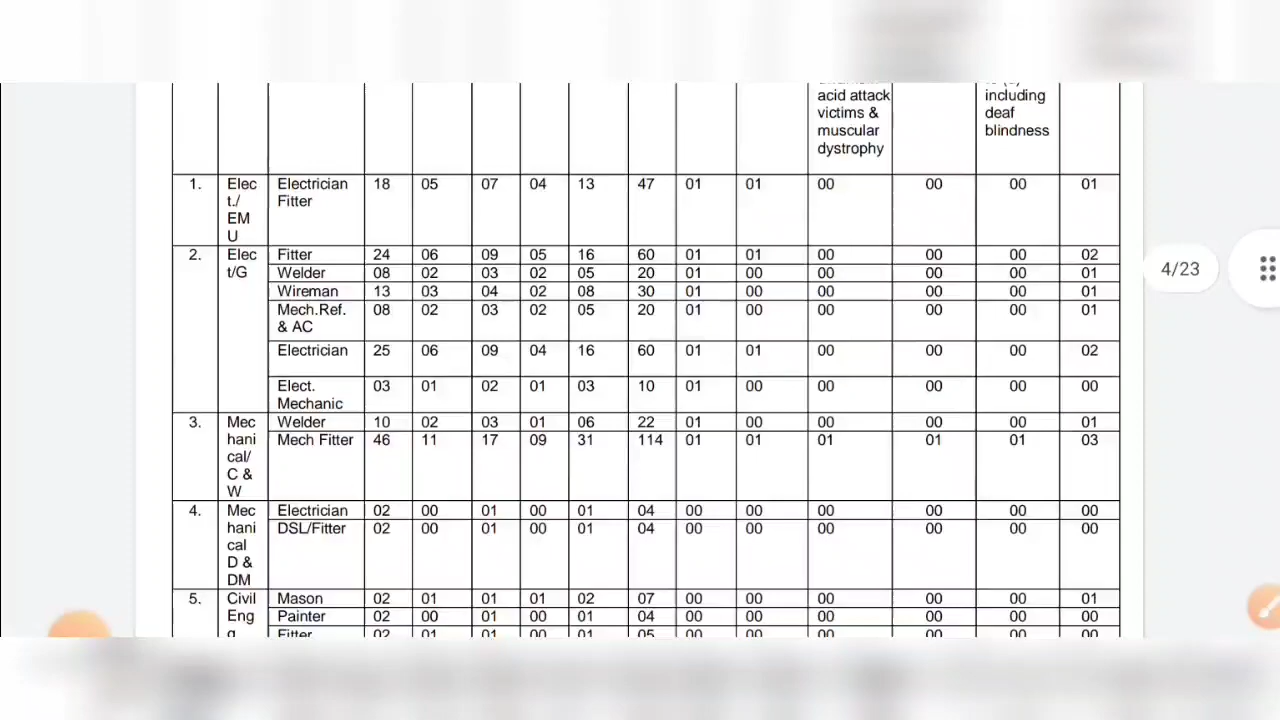 acid attack
including
victims &
deaf
muscular
blindness
dystrophy
1. Elec Electrician 18 05 07 04 13 47 01 01 00 00 00 01
t./ Fitter
EM
U
2. Elec Fitter 24 06 09 05 16 60 01 01 00 00 00 02
t/G Welder 08 02 03 02 05 20 01 00 00 00 00 01
Wireman 13 03 04 02 08 30 01 00 00 00 00 01
Mech.Ref. 08 02 03 02 05 20 01 00 00 00 00 01
& AC
Electrician 25 06 09 04 16 60 01 01 00 00 00 02
Elect. 03 01 02 01 03 10 01 00 00 00 00 00
Mechanic
3. Mec Welder 10 02 03 01 06 22 01 00 00 00 00 01
hani Mech Fitter 46 11 17 09 31 114 01 01 01 01 01 03
cal/
C &
W
4. Mec Electrician 02 00 01 00 01 04 00 00 00 00 00 00
hani DSL/Fitter 02 00 01 00 01 04 00 00 00 00 00 00
cal
D &
DM
5. Civil Mason 02 01 01 01 02 07 00 00 00 00 00 01
Eng Painter 02 00 01 00 01 04 00 00 00 00 00 00
Fitter 02 01 01 00 01 05 00 00 00 00 00 00
4/23